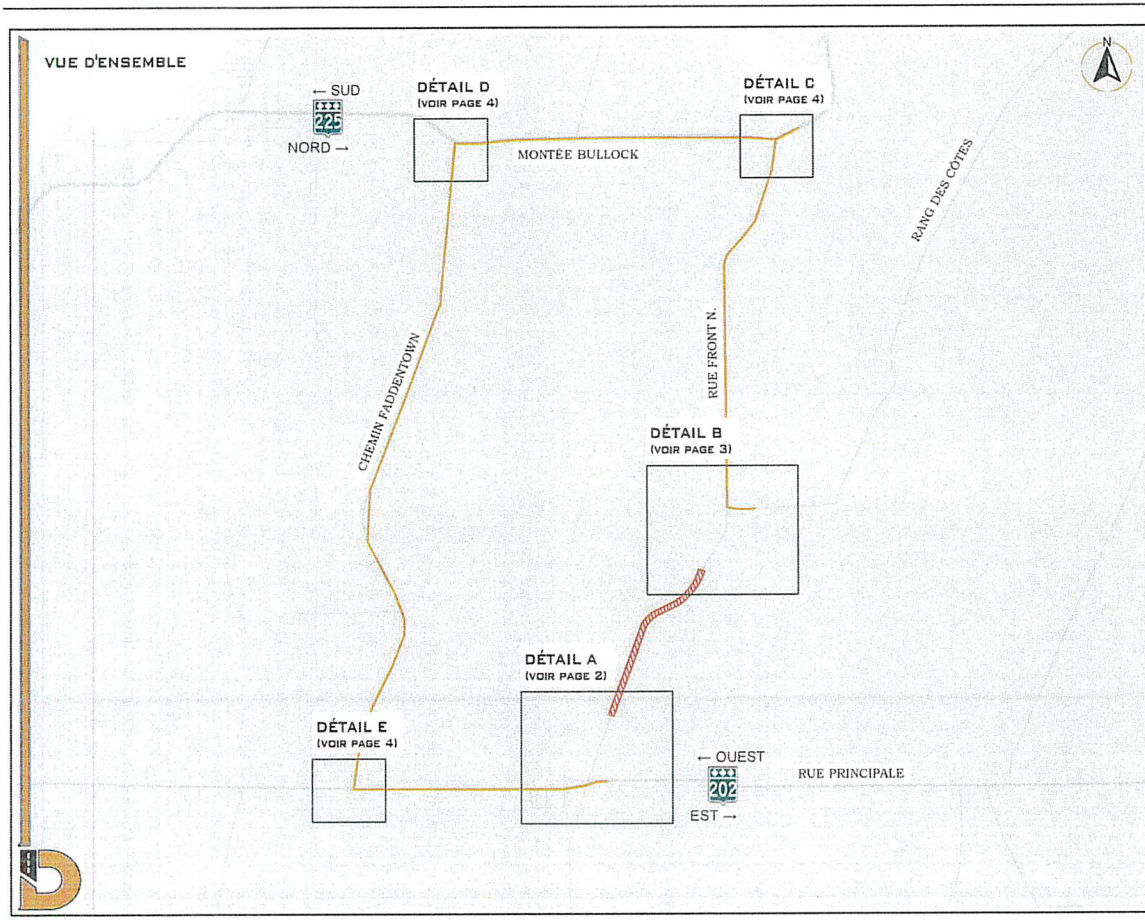 VUE D'ENSEMBLE
N
← SUD
225
NORD →
DÉTAIL D
(VOIR PAGE 4)
DÉTAIL C
(VOIR PAGE 4)
MONTÉE BULLOCK
RANG DES CÔTES
RUE FRONT N.
CHEMIN FADDENTOWN
DÉTAIL B
(VOIR PAGE 3)
DÉTAIL A
(VOIR PAGE 2)
DÉTAIL E
(VOIR PAGE 4)
← OUEST
202
EST →
RUE PRINCIPALE